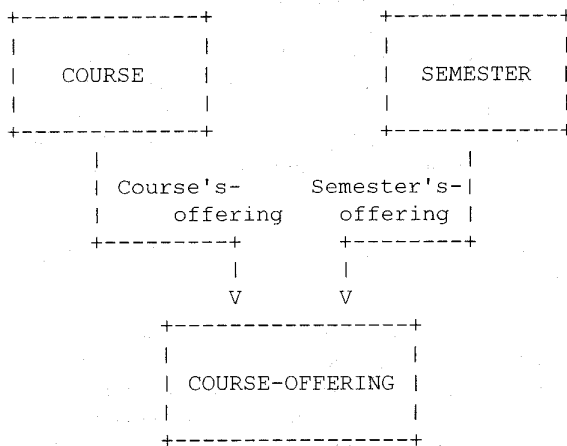 COURSE
SEMESTER
Course's- Semester's-
offering offering
V V
COURSE-OFFERING